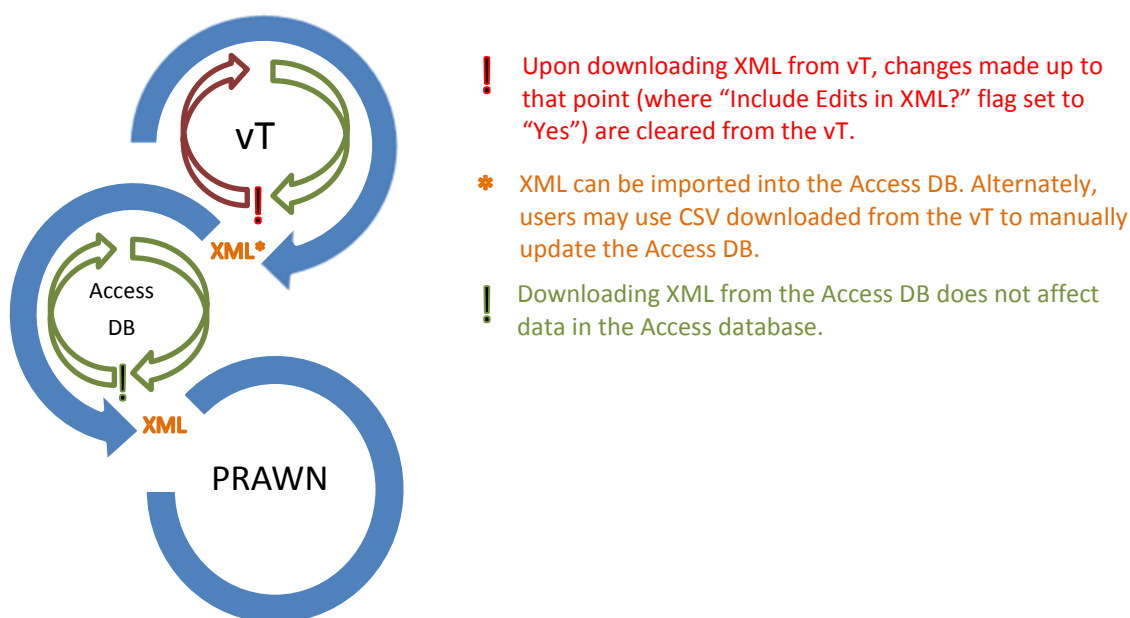 vT
!
XML*
Access
DB
!
XML
PRAWN
! Upon downloading XML from vT, changes made up to
that point (where “Include Edits in XML?” flag set to
“Yes”) are cleared from the vT.
* XML can be imported into the Access DB. Alternately,
users may use CSV downloaded from the vT to manually
update the Access DB.
! Downloading XML from the Access DB does not affect
data in the Access database.